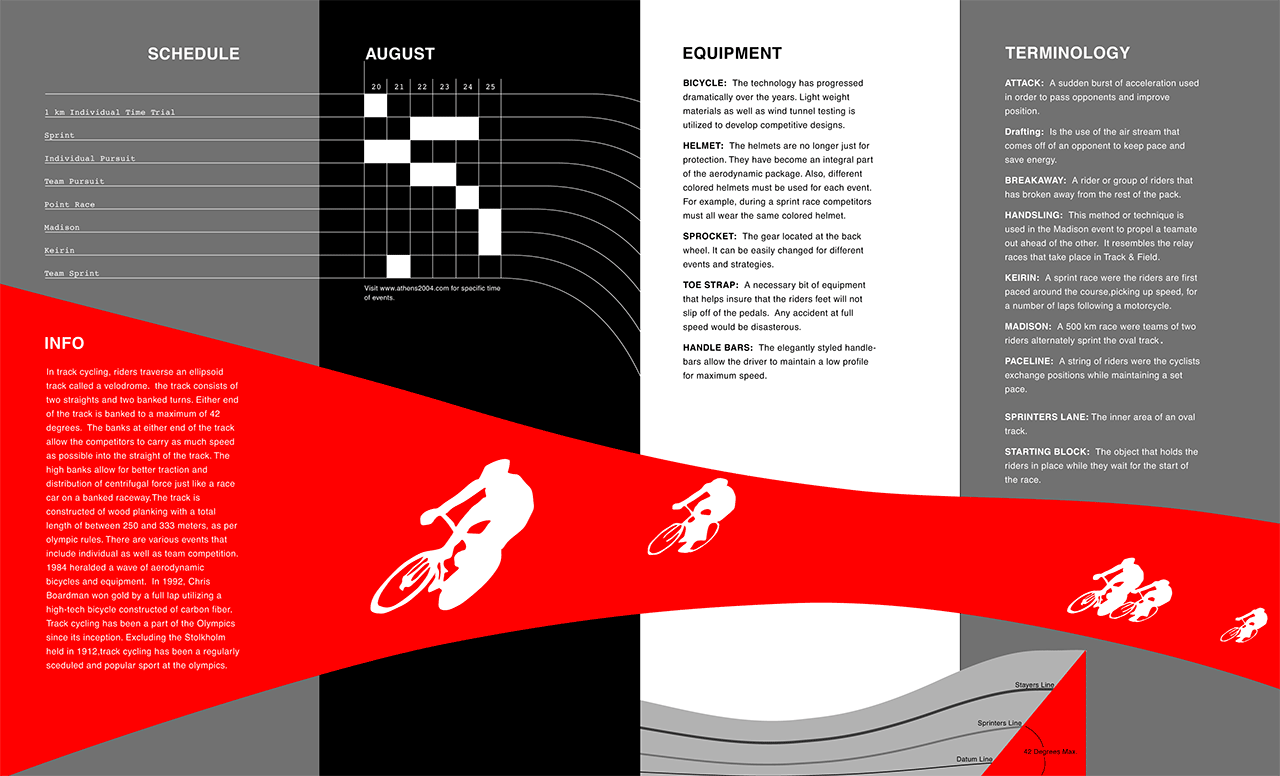 SCHEDULE
1 km Individual Time Trial
Sprint
Individual Pursuit
Team Pursuit
Point Race
Madison
Keirin
Team Sprint
AUGUST
20 21 22 23 24 25
Visit www.athens2004.com for specific time
of events.
INFO
In track cycling, riders traverse an ellipsoid
track called a velodrome.  the track consists of
two straights and two banked turns. Either end
of the track is banked to a maximum of 42
degrees.  The banks at either end of the track
allow the competitors to carry as much speed
as possible into the straight of the track. The
high banks allow for better traction and
distribution of centrifugal force just like a race
car on a banked raceway.The track is
constructed of wood planking with a total
length of between 250 and 333 meters, as per
olympic rules. There are various events that
include individual as well as team competition.
1984 heralded a wave of aerodynamic
bicycles and equipment.  In 1992, Chris
Boardman won gold by a full lap utilizing a
high-tech bicycle constructed of carbon fiber.
Track cycling has been a part of the Olympics
since its inception. Excluding the Stolkholm
held in 1912,track cycling has been a regularly
sceduled and popular sport at the olympics.
EQUIPMENT
BICYCLE:  The technology has progressed
dramatically over the years. Light weight
materials as well as wind tunnel testing is
utilized to develop competitive designs.
HELMET:  The helmets are no longer just for
protection. They have become an integral part
of the aerodynamic package. Also, different
colored helmets must be used for each event.
For example, during a sprint race competitors
must all wear the same colored helmet.
SPROCKET:  The gear located at the back
wheel. It can be easily changed for different
events and strategies.
TOE STRAP:  A necessary bit of equipment
that helps insure that the riders feet will not
slip off of the pedals.  Any accident at full
speed would be disasterous.
HANDLE BARS:  The elegantly styled handle-
bars allow the driver to maintain a low profile
for maximum speed.
TERMINOLOGY
ATTACK:  A sudden burst of acceleration used
in order to pass opponents and improve
position.
Drafting:  Is the use of the air stream that
comes off of an opponent to keep pace and
save energy.
BREAKAWAY:  A rider or group of riders that
has broken away from the rest of the pack.
HANDSLING:  This method or technique is
used in the Madison event to propel a teamate
out ahead of the other.  It resembles the relay
races that take place in Track & Field.
KEIRIN:  A sprint race were the riders are first
paced around the course,picking up speed, for
a number of laps following a motorcycle.
MADISON:  A 500 km race were teams of two
riders alternately sprint the oval track.
PACELINE:  A string of riders were the cyclists
exchange positions while maintaining a set
pace.
SPRINTERS LANE: The inner area of an oval
track.
STARTING BLOCK:  The object that holds the
riders in place while they wait for the start of
the race.
Stayers Line
Sprinters Line
42 Degrees Max.
Datum Line